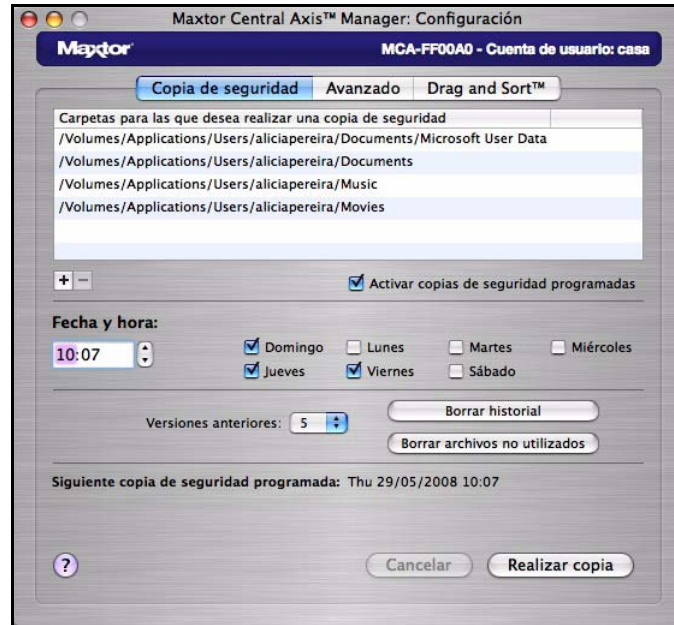 Maxtor Central Axis™ Manager: Configuración
Maxtor MCA-FF00A0 - Cuenta de usuario: casa
Copia de seguridad Avanzado Drag and Sort™
Carpetas para las que desea realizar una copia de seguridad
/Volumes/Applications/Users/aliciapereira/Documents/Microsoft User Data
/Volumes/Applications/Users/aliciapereira/Documents
/Volumes/Applications/Users/aliciapereira/Music
/Volumes/Applications/Users/aliciapereira/Movies
+ − Activar copias de seguridad programadas
Fecha y hora:
10:07 Domingo Lunes Martes Miércoles
Jueves Viernes Sábado
Versiones anteriores: 5 Borrar historial
Borrar archivos no utilizados
Siguiente copia de seguridad programada: Thu 29/05/2008 10:07
? Cancelar Realizar copia